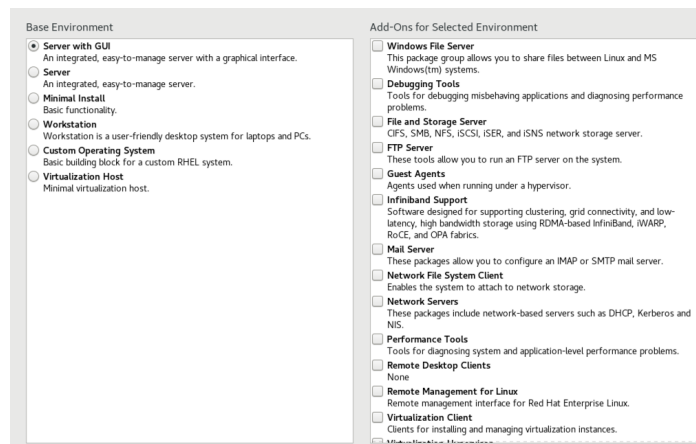 Base Environment
Server with GUI
An integrated, easy-to-manage server with a graphical interface.
Server
An integrated, easy-to-manage server.
Minimal Install
Basic functionality.
Workstation
Workstation is a user-friendly desktop system for laptops and PCs.
Custom Operating System
Basic building block for a custom RHEL system.
Virtualization Host
Minimal virtualization host.
Add-Ons for Selected Environment
Windows File Server
This package group allows you to share files between Linux and MS
Windows(tm) systems.
Debugging Tools
Tools for debugging misbehaving applications and diagnosing performance
problems.
File and Storage Server
CIFS, SMB, NFS, iSCSI, iSER, and iSNS network storage server.
FTP Server
These tools allow you to run an FTP server on the system.
Guest Agents
Agents used when running under a hypervisor.
Infiniband Support
Software designed for supporting clustering, grid connectivity, and low-
latency, high bandwidth storage using RDMA-based InfiniBand, iWARP,
RoCE, and OPA fabrics.
Mail Server
These packages allow you to configure an IMAP or SMTP mail server.
Network File System Client
Enables the system to attach to network storage.
Network Servers
These packages include network-based servers such as DHCP, Kerberos and
NIS.
Performance Tools
Tools for diagnosing system and application-level performance problems.
Remote Desktop Clients
None
Remote Management for Linux
Remote management interface for Red Hat Enterprise Linux.
Virtualization Client
Clients for installing and managing virtualization instances.